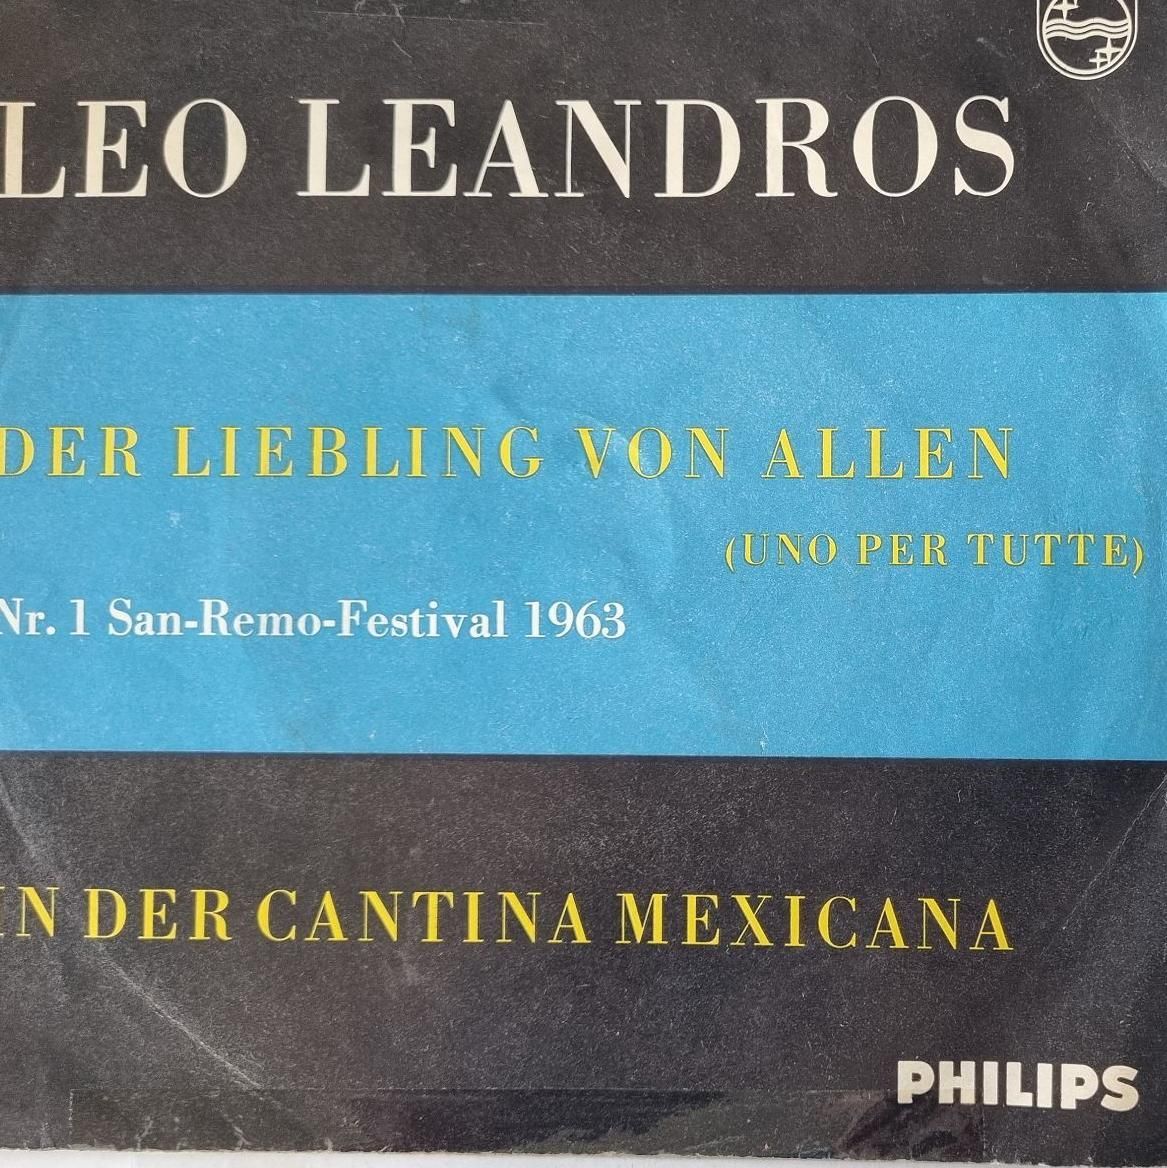 LEO LEANDROS
DER LIEBLING VON ALLEN
(UNO PER TUTTE)
Nr. 1 San-Remo-Festival 1963
IN DER CANTINA MEXICANA
PHILIPS